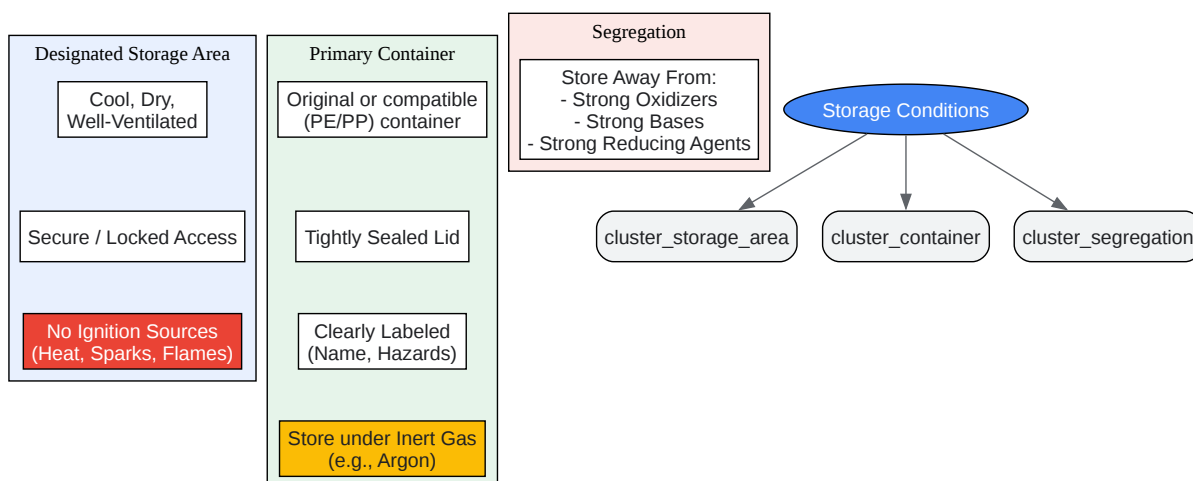 Designated Storage Area
Cool, Dry,
Well-Ventilated
Secure / Locked Access
No Ignition Sources
(Heat, Sparks, Flames)
Primary Container
Original or compatible
(PE/PP) container
Tightly Sealed Lid
Clearly Labeled
(Name, Hazards)
Store under Inert Gas
(e.g., Argon)
Segregation
Store Away From:
- Strong Oxidizers
- Strong Bases
- Strong Reducing Agents
Storage Conditions
cluster_storage_area
cluster_container
cluster_segregation